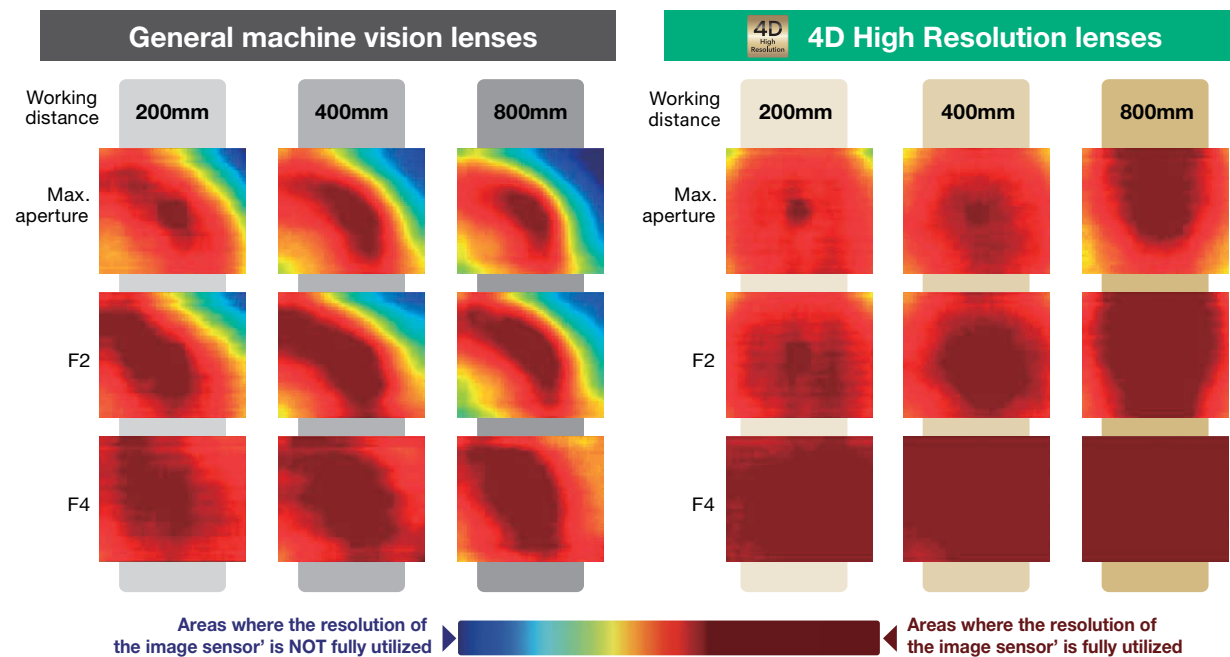 General machine vision lenses
Working
distance
200mm
400mm
800mm
Max.
aperture
F2
F4
4D
High
Resolution
4D High Resolution lenses
Working
distance
200mm
400mm
800mm
Max.
aperture
F2
F4
Areas where the resolution of
the image sensor' is NOT fully utilized
Areas where the resolution of
the image sensor' is fully utilized